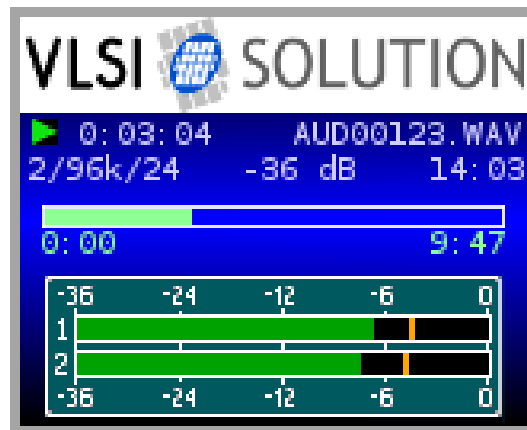 VLSI SOLUTION
0:03:04 AUD00123.WAV
2/96k/24 -36 dB 14:03
0:00 9:47
-36 -24 -12 -6 0
1
2
-36 -24 -12 -6 0